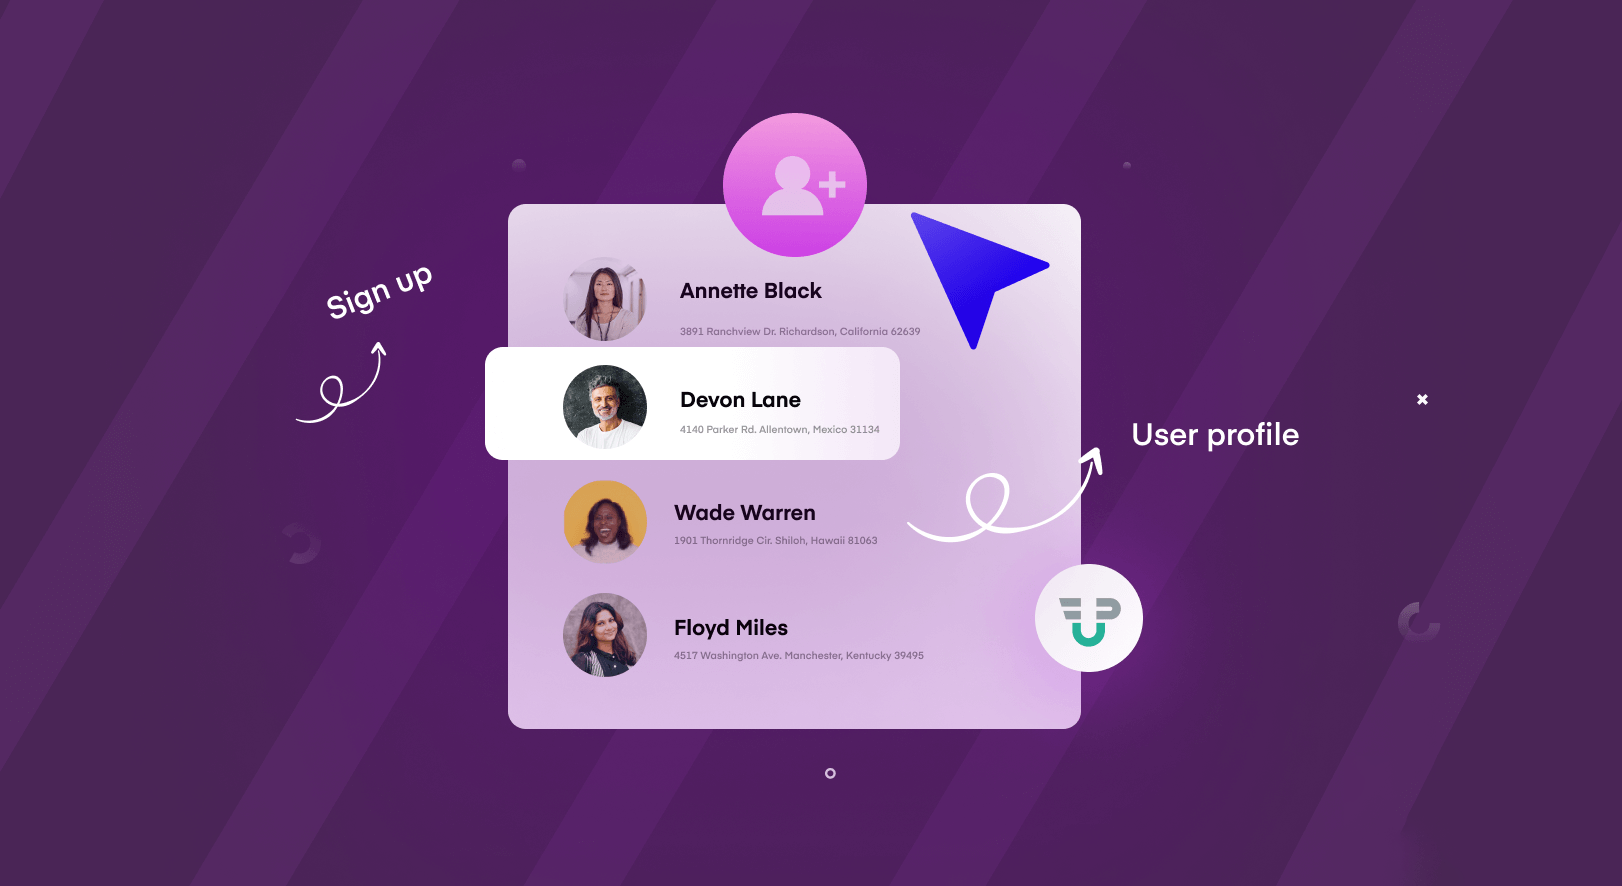 Sign up
Annette Black
3891 Ranchview Dr. Richardson, California 62639
Devon Lane
4140 Parker Rd. Allentown, Mexico 31134
User profile
Wade Warren
1901 Thornridge Cir. Shiloh, Hawaii 81063
Floyd Miles
4517 Washington Ave. Manchester, Kentucky 39495